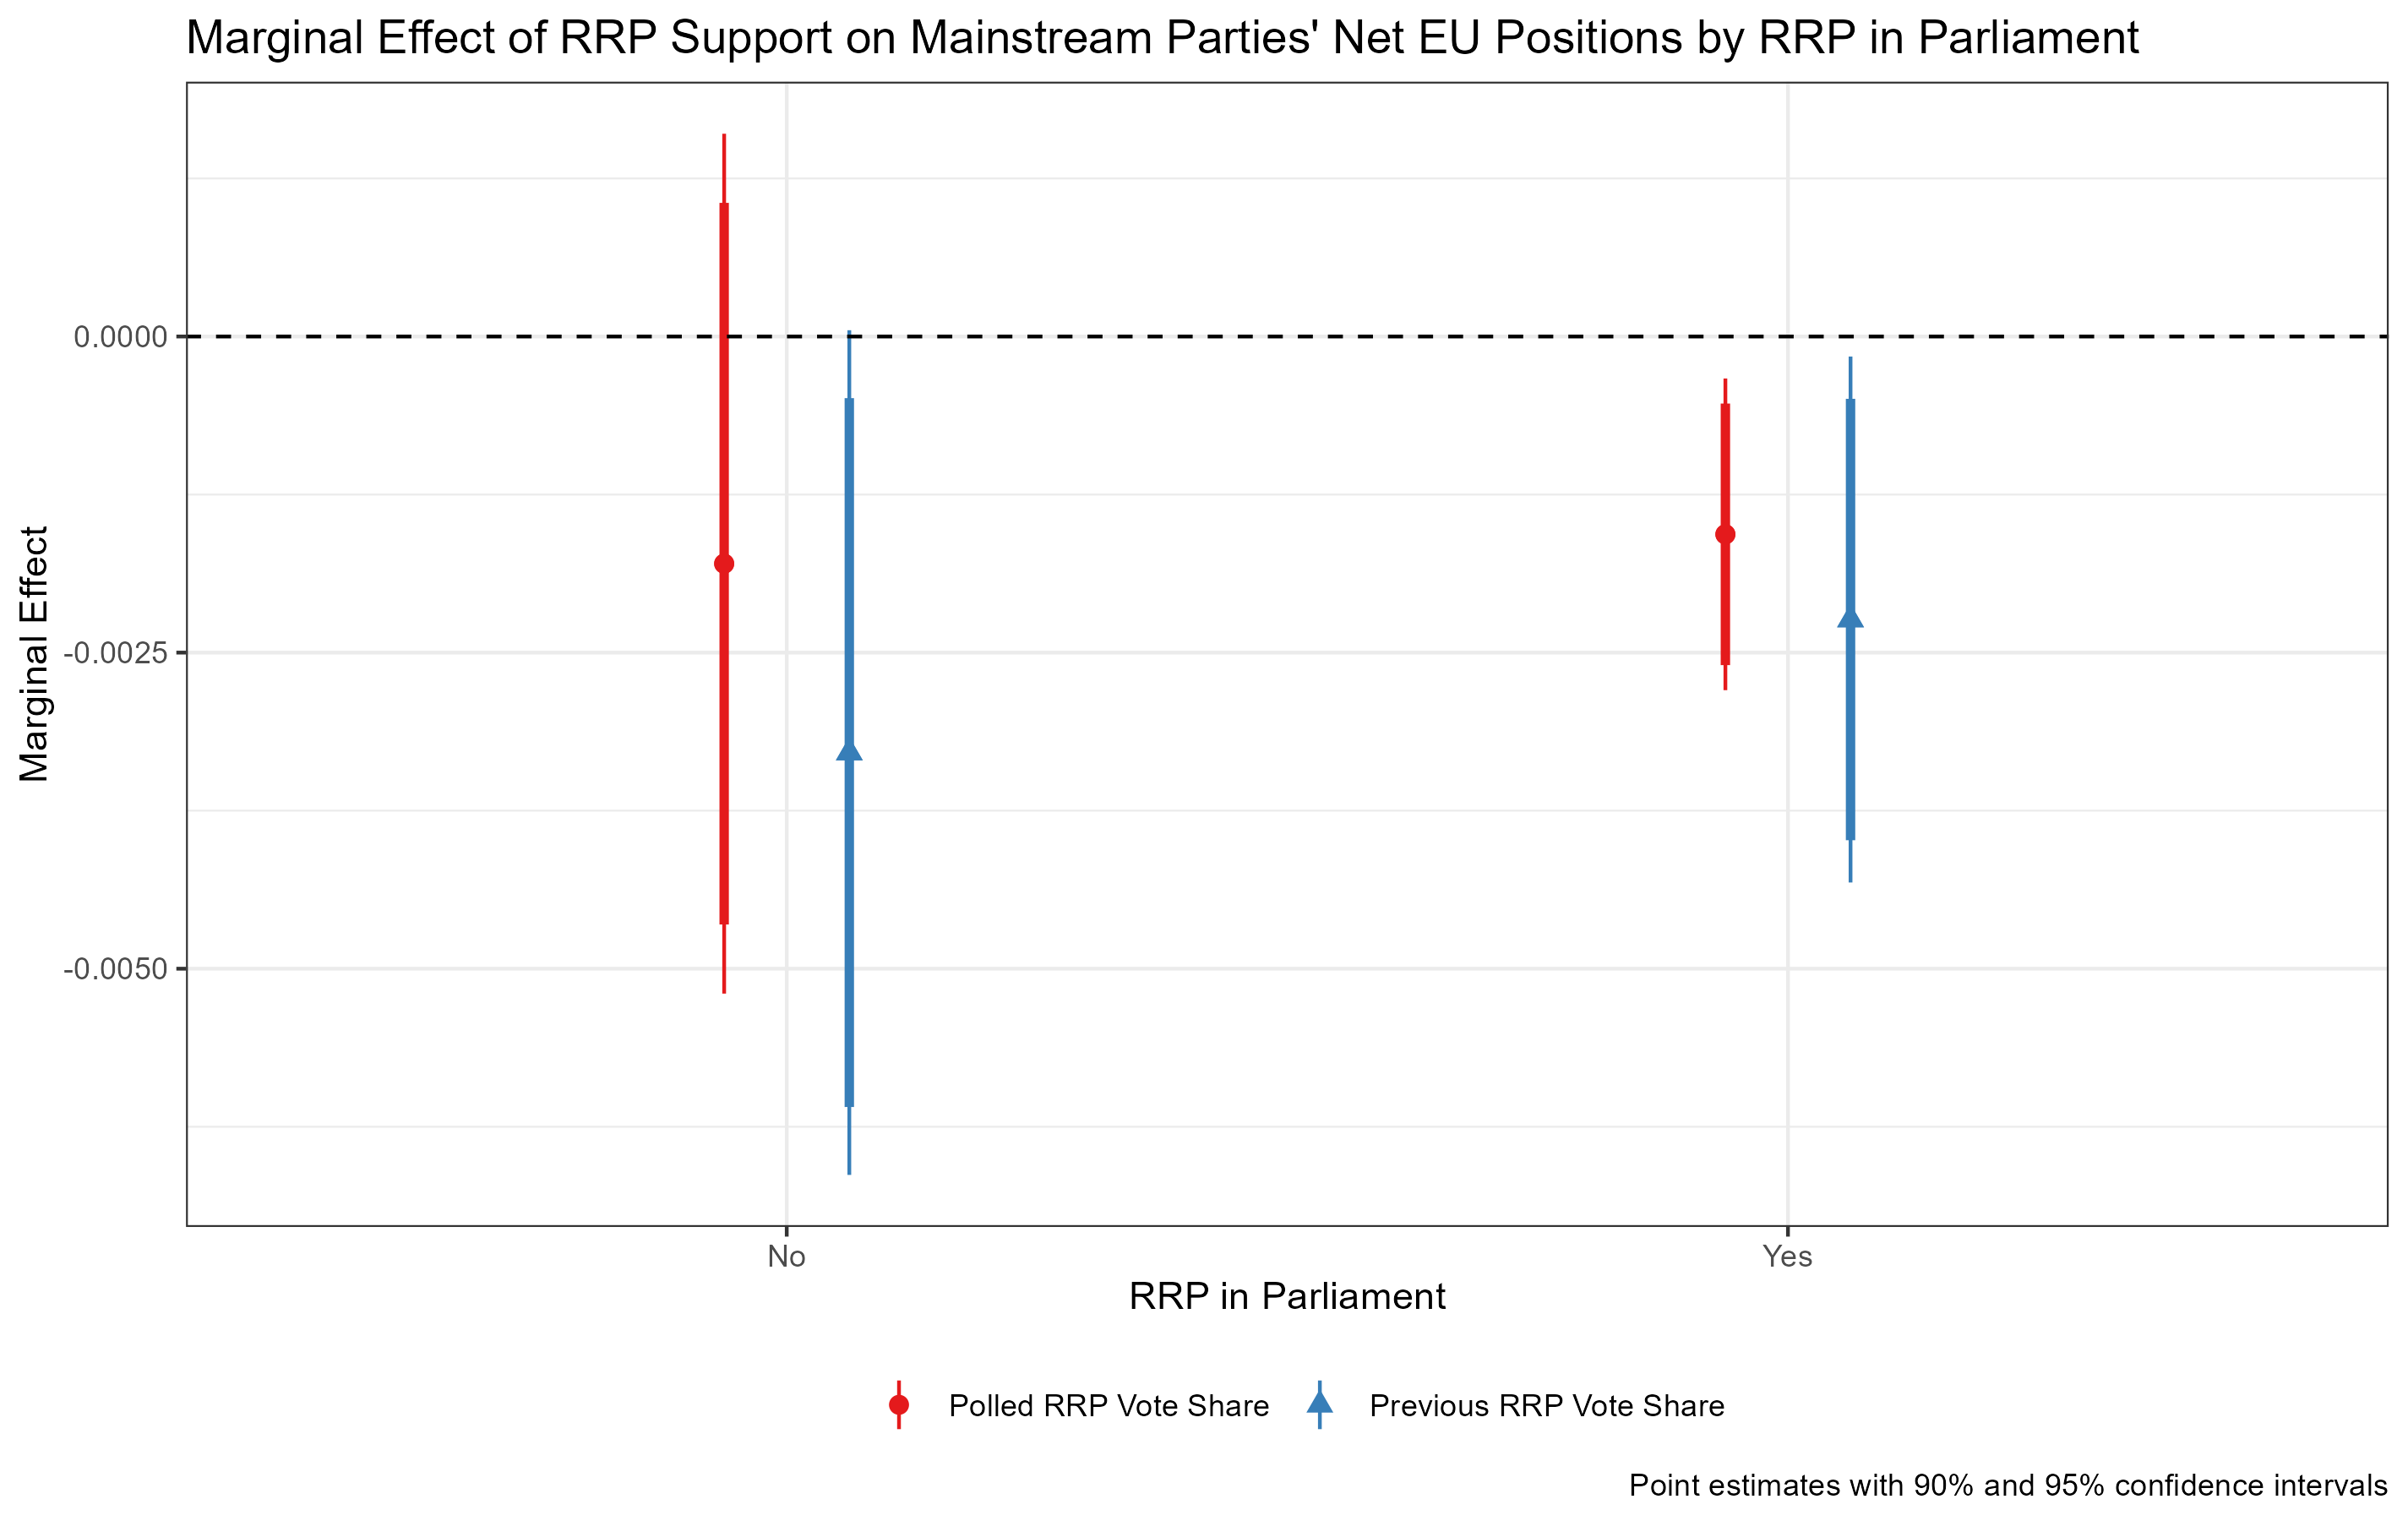 Marginal Effect of RRP Support on Mainstream Parties' Net EU Positions by RRP in Parliament
Marginal Effect
0.0000
-0.0025
-0.0050
No
Yes
RRP in Parliament
Polled RRP Vote Share
Previous RRP Vote Share
Point estimates with 90% and 95% confidence intervals